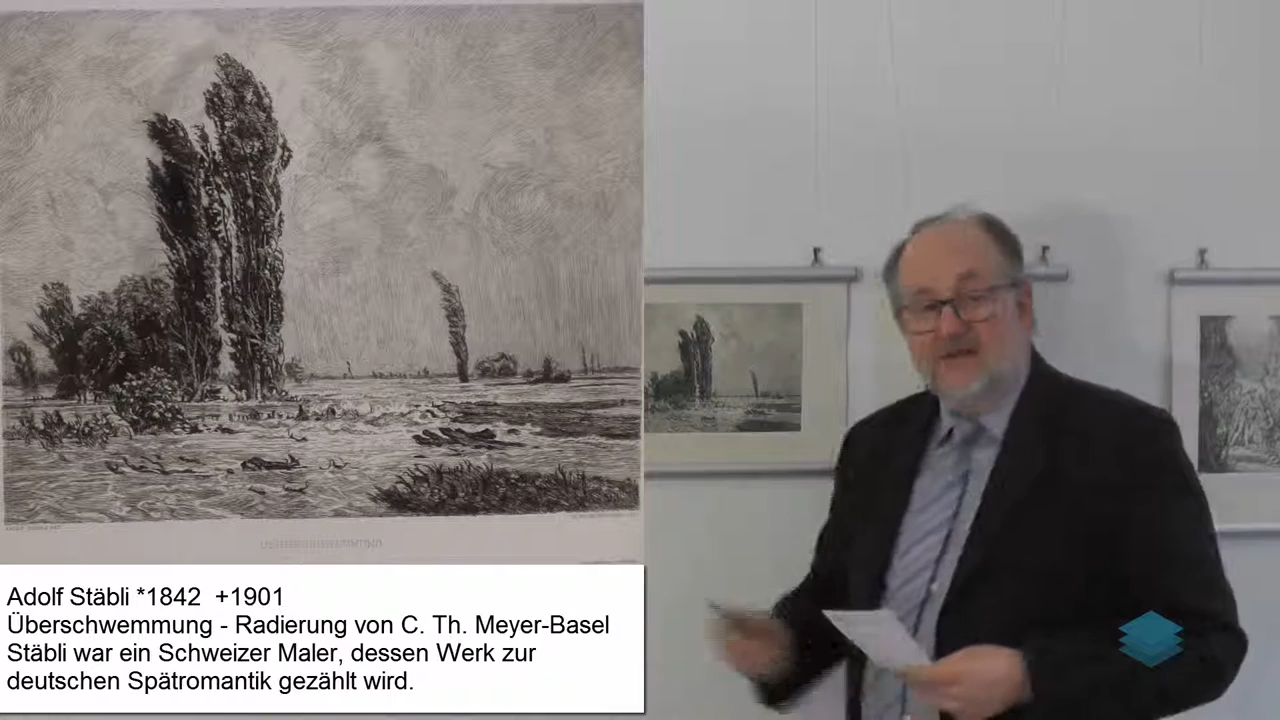 Adolf Stäbli *1842  +1901
Überschwemmung - Radierung von C. Th. Meyer-Basel
Stäbli war ein Schweizer Maler, dessen Werk zur
deutschen Spätromantik gezählt wird.